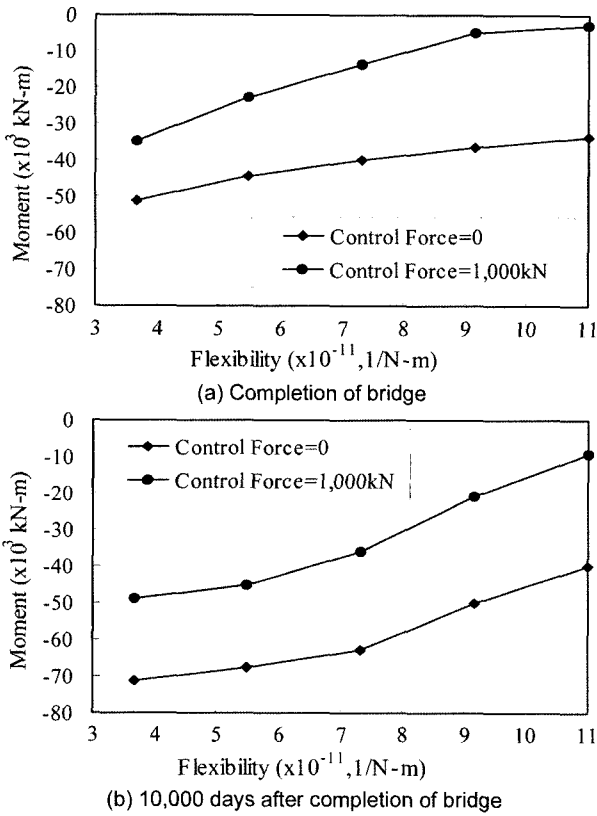 0
-10
-20
-30
-40
-50
-60
-70
-80
Moment (x10³ kN-m)
Control Force=0
Control Force=1,000kN
3 4 5 6 7 8 9 10 11
Flexibility (x10⁻¹¹,1/N-m)
(a) Completion of bridge
0
-10
-20
-30
-40
-50
-60
-70
-80
Moment (x10³ kN-m)
Control Force=0
Control Force=1,000kN
3 4 5 6 7 8 9 10 11
Flexibility (x10⁻¹¹,1/N-m)
(b) 10,000 days after completion of bridge